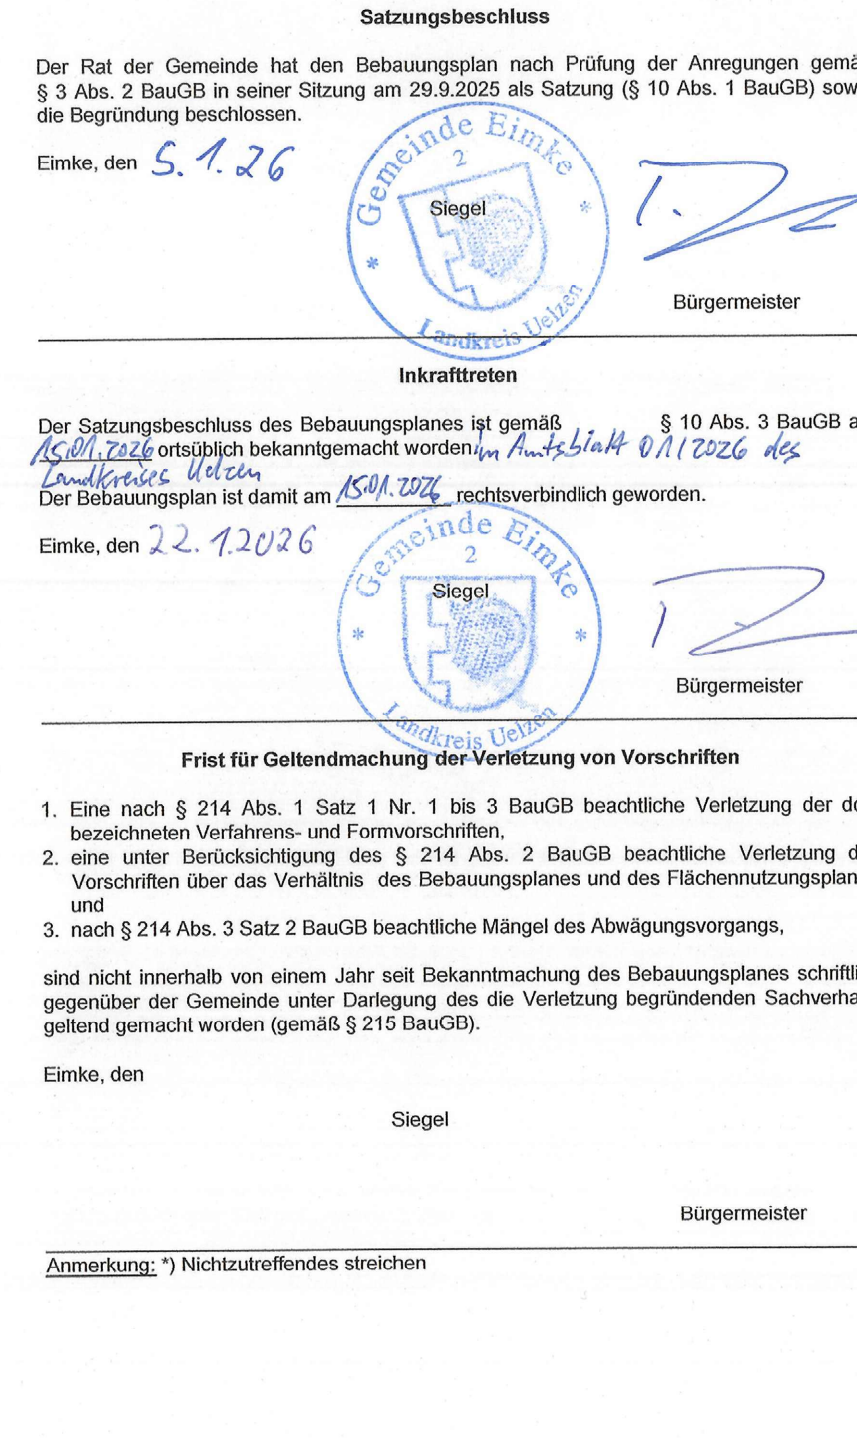 Satzungsbeschluss
Der Rat der Gemeinde hat den Bebauungsplan nach Prüfung der Anregungen gemä
§ 3 Abs. 2 BauGB in seiner Sitzung am 29.9.2025 als Satzung (§ 10 Abs. 1 BauGB) sow
die Begründung beschlossen.
Eimke, den 5.1.26
Gemeinde Eimke
2
Siegel
Landkreis Uelzen
Bürgermeister
Inkrafttreten
Der Satzungsbeschluss des Bebauungsplanes ist gemäß § 10 Abs. 3 BauGB a
15.01.2026 ortsüblich bekanntgemacht worden im Amtsblatt 01/2026 des
Landkreises Uelzen
Der Bebauungsplan ist damit am 15.01.2026 rechtsverbindlich geworden.
Eimke, den 22.1.2026
Gemeinde Eimke
2
Siegel
Landkreis Uelzen
Bürgermeister
Frist für Geltendmachung der Verletzung von Vorschriften
1. Eine nach § 214 Abs. 1 Satz 1 Nr. 1 bis 3 BauGB beachtliche Verletzung der do
bezeichneten Verfahrens- und Formvorschriften,
2. eine unter Berücksichtigung des § 214 Abs. 2 BauGB beachtliche Verletzung d
Vorschriften über das Verhältnis des Bebauungsplanes und des Flächennutzungsplan
und
3. nach § 214 Abs. 3 Satz 2 BauGB beachtliche Mängel des Abwägungsvorgangs,
sind nicht innerhalb von einem Jahr seit Bekanntmachung des Bebauungsplanes schriftli
gegenüber der Gemeinde unter Darlegung des die Verletzung begründenden Sachverha
geltend gemacht worden (gemäß § 215 BauGB).
Eimke, den
Siegel
Bürgermeister
Anmerkung: *) Nichtzutreffendes streichen